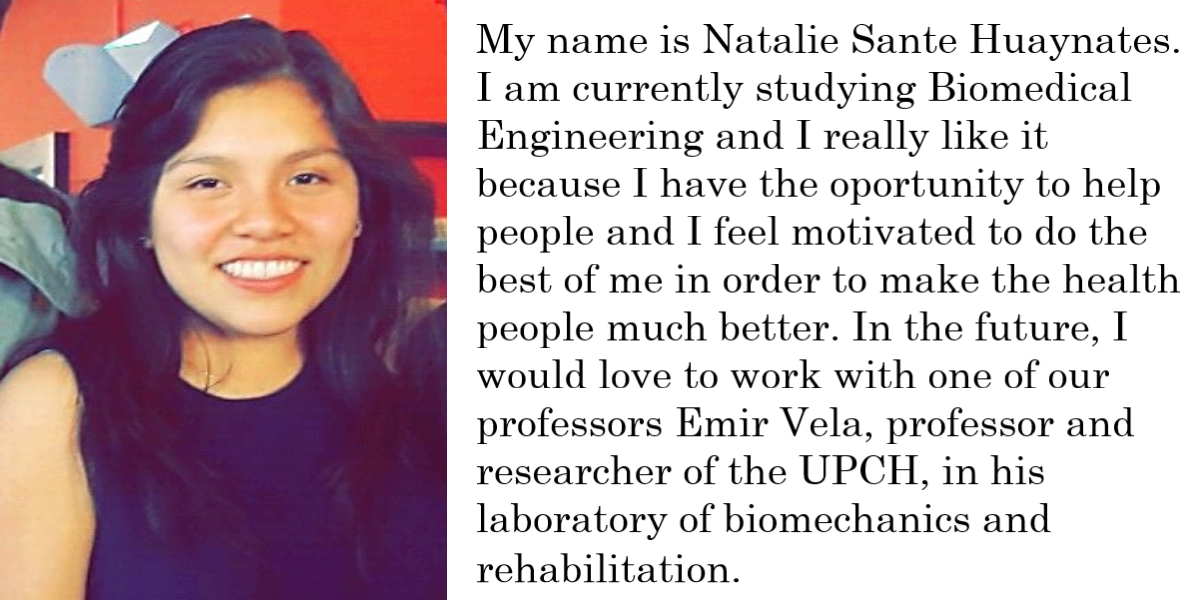 My name is Natalie Sante Huaynates.
I am currently studying Biomedical
Engineering and I really like it
because I have the oportunity to help
people and I feel motivated to do the
best of me in order to make the health
people much better. In the future, I
would love to work with one of our
professors Emir Vela, professor and
researcher of the UPCH, in his
laboratory of biomechanics and
rehabilitation.